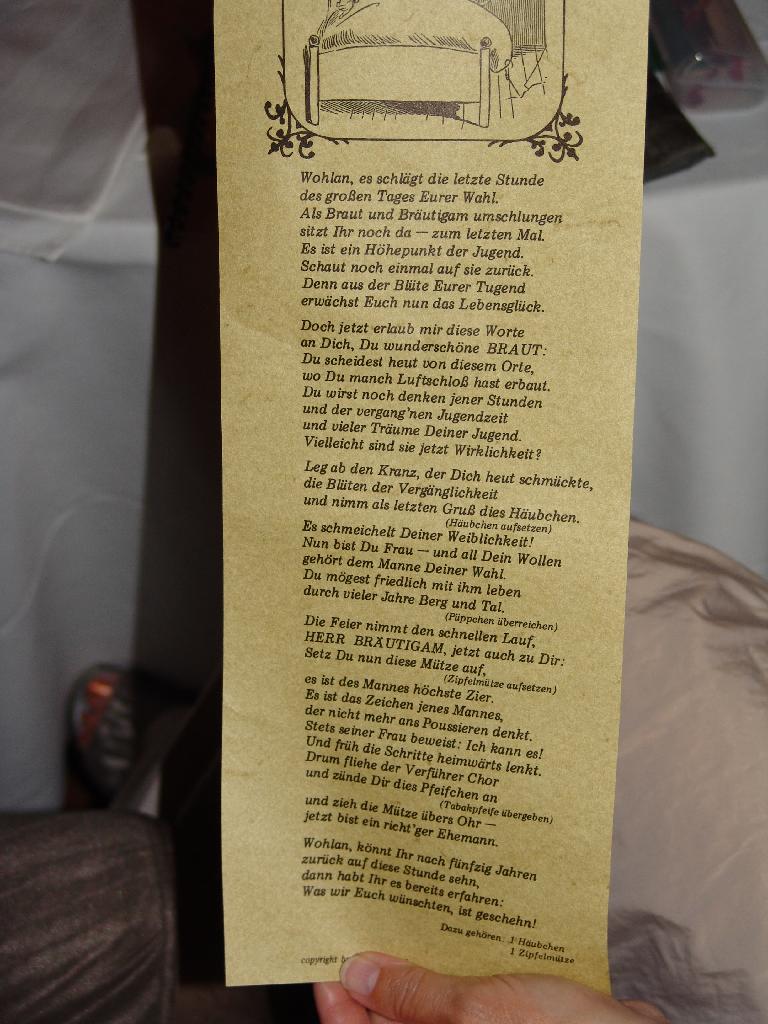 Wohlan, es schlägt die letzte Stunde
des großen Tages Eurer Wahl.
Als Braut und Bräutigam umschlungen
sitzt Ihr noch da — zum letzten Mal.
Es ist ein Höhepunkt der Jugend.
Schaut noch einmal auf sie zurück.
Denn aus der Blüte Eurer Tugend
erwächst Euch nun das Lebensglück.
Doch jetzt erlaub mir diese Worte
an Dich, Du wunderschöne BRAUT:
Du scheidest heut von diesem Orte,
wo Du manch Luftschloß hast erbaut.
Du wirst noch denken jener Stunden
und der vergang'nen Jugendzeit
und vieler Träume Deiner Jugend.
Vielleicht sind sie jetzt Wirklichkeit?
Leg ab den Kranz, der Dich heut schmückte,
die Blüten der Vergänglichkeit
und nimm als letzten Gruß dies Häubchen.
(Häubchen aufsetzen)
Es schmeichelt Deiner Weiblichkeit!
Nun bist Du Frau — und all Dein Wollen
gehört dem Manne Deiner Wahl.
Du mögest friedlich mit ihm leben
durch vieler Jahre Berg und Tal.
(Püppchen überreichen)
Die Feier nimmt den schnellen Lauf,
HERR BRÄUTIGAM, jetzt auch zu Dir:
Setz Du nun diese Mütze auf,
(Zipfelmütze aufsetzen)
es ist des Mannes höchste Zier.
Es ist das Zeichen jenes Mannes,
der nicht mehr ans Poussieren denkt.
Stets seiner Frau beweist: Ich kann es!
Und früh die Schritte heimwärts lenkt.
Drum fliehe der Verführer Chor
und zünde Dir dies Pfeifchen an
(Tabakpfeife übergeben)
und zieh die Mütze übers Ohr —
jetzt bist ein richt'ger Ehemann.
Wohlan, könnt Ihr nach fünfzig Jahren
zurück auf diese Stunde sehn,
dann habt Ihr es bereits erfahren:
Was wir Euch wünschten, ist geschehn!
Dazu gehören: 1 Häubchen
1 Zipfelmütze
copyright